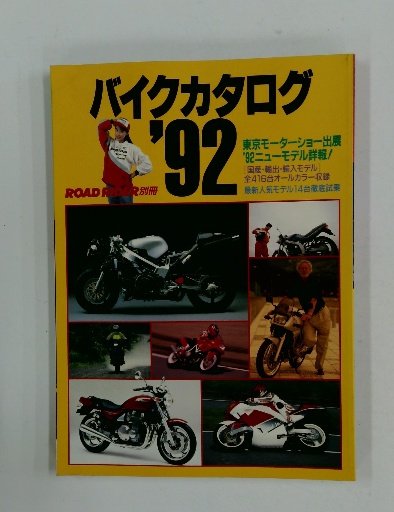 バイクカタログ
'92
東京モーターショー出展
'92ニューモデル詳報!
国産・輸出・輸入モデル
全416台オールカラー収録
最新人気モデル14台徹底試乗
ROAD RIDER別冊